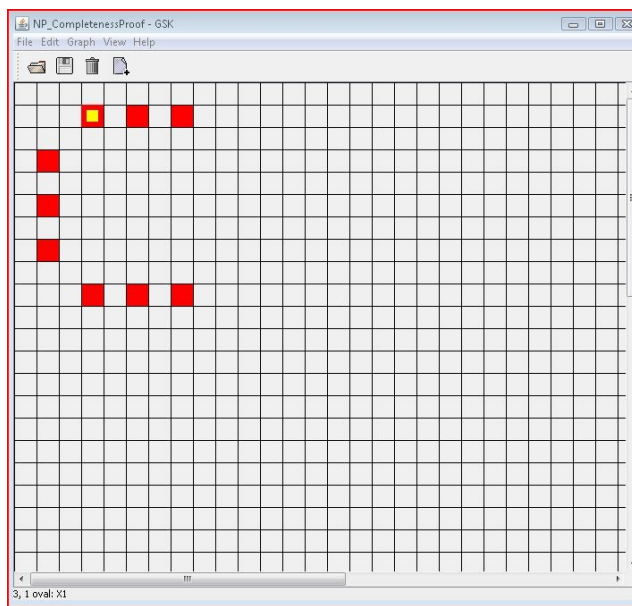 NP_CompletenessProof - GSK
File Edit Graph View Help
3, 1 oval: X1